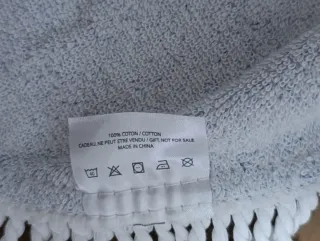 100% COTON / COTTON
CADEAU, NE PEUT ETRE VENDU / GIFT, NOT FOR SALE
MADE IN CHINA